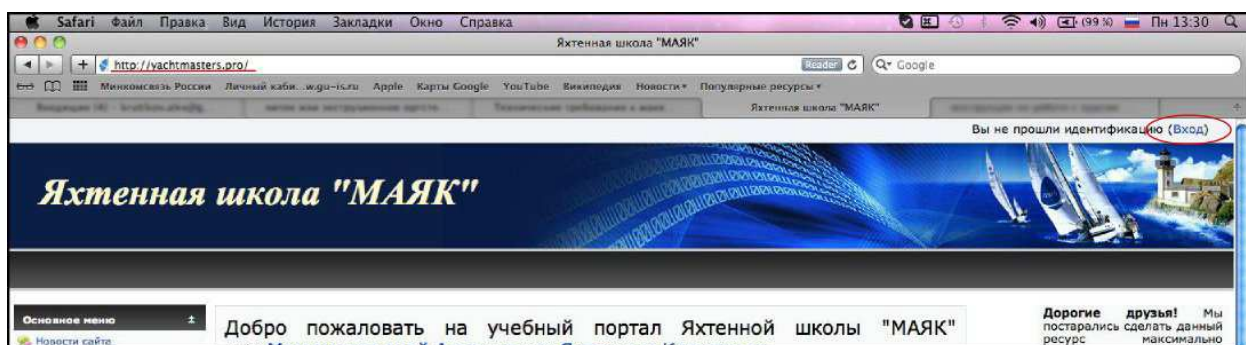 Safari Файл Правка Вид История Закладки Окно Справка (99 %) Пн 13:30
Яхтенная школа "МАЯК"
http://yachtmasters.pro/ Reader Google
Минкомсвязь России Личный каби...w.gu-is.ru Apple Карты Google YouTube Википедия Новости Популярные ресурсы
Яхтенная школа "МАЯК"
Вы не прошли идентификацию (Вход)
Яхтенная школа "МАЯК"
Основное меню
Новости сайта
Добро пожаловать на учебный портал Яхтенной школы "МАЯК"
Дорогие друзья! Мы
постарались сделать данный
ресурс максимально